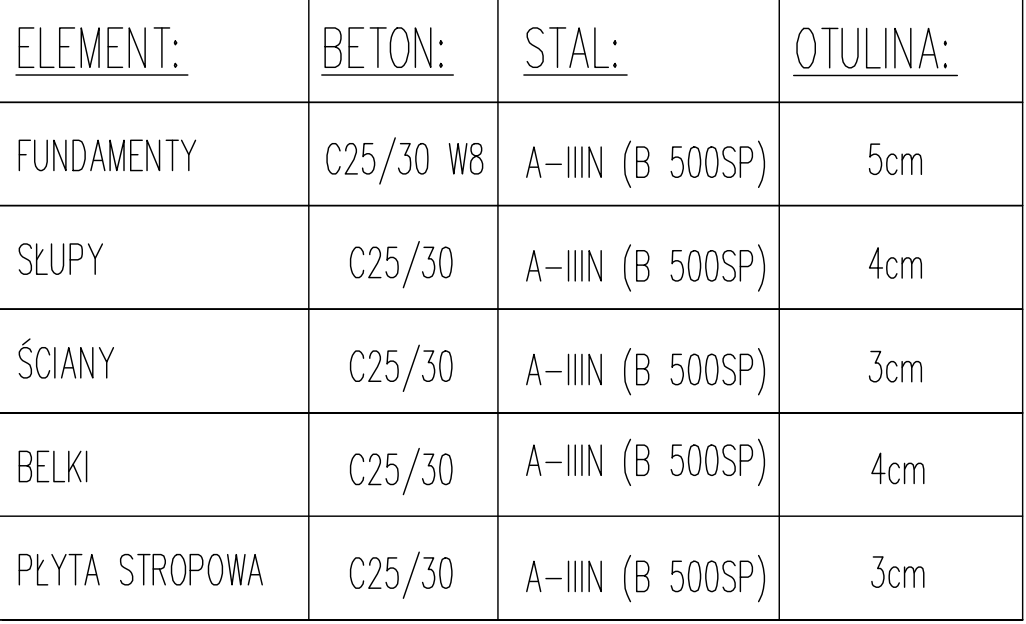 ELEMENT: BETON: STAL: OTULINA:
FUNDAMENTY C25/30 W8 A-IIIN (B 500SP) 5cm
SŁUPY C25/30 A-IIIN (B 500SP) 4cm
ŚCIANY C25/30 A-IIIN (B 500SP) 3cm
BELKI C25/30 A-IIIN (B 500SP) 4cm
PŁYTA STROPOWA C25/30 A-IIIN (B 500SP) 3cm